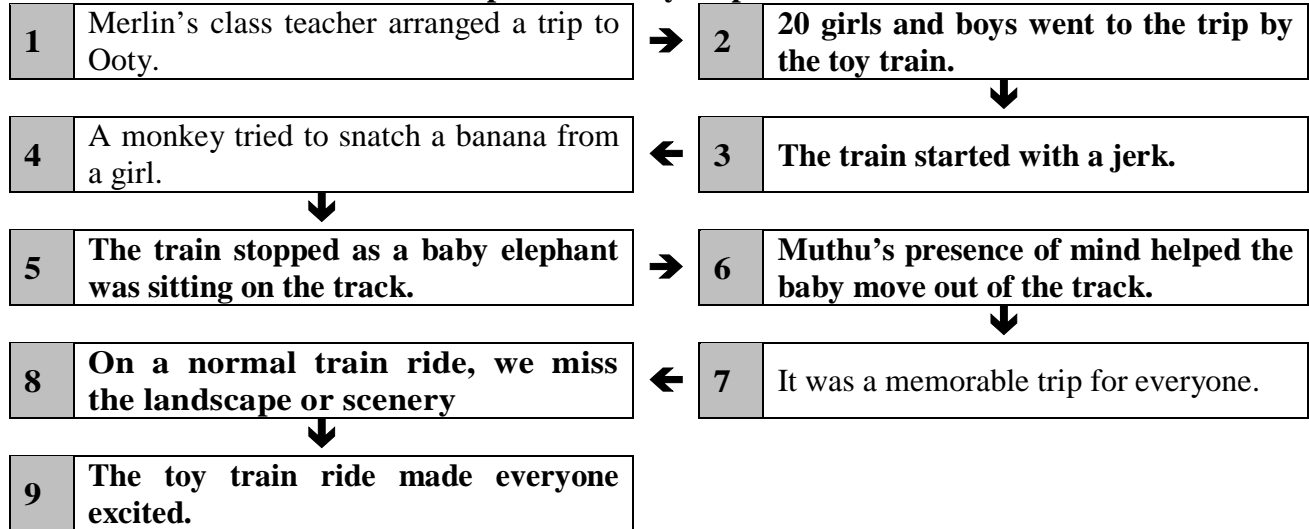 1
Merlin's class teacher arranged a trip to
Ooty.
2
20 girls and boys went to the trip by
the toy train.
4
A monkey tried to snatch a banana from
a girl.
3
The train started with a jerk.
5
The train stopped as a baby elephant
was sitting on the track.
6
Muthu's presence of mind helped the
baby move out of the track.
8
On a normal train ride, we miss
the landscape or scenery
7
It was a memorable trip for everyone.
9
The toy train ride made everyone
excited.